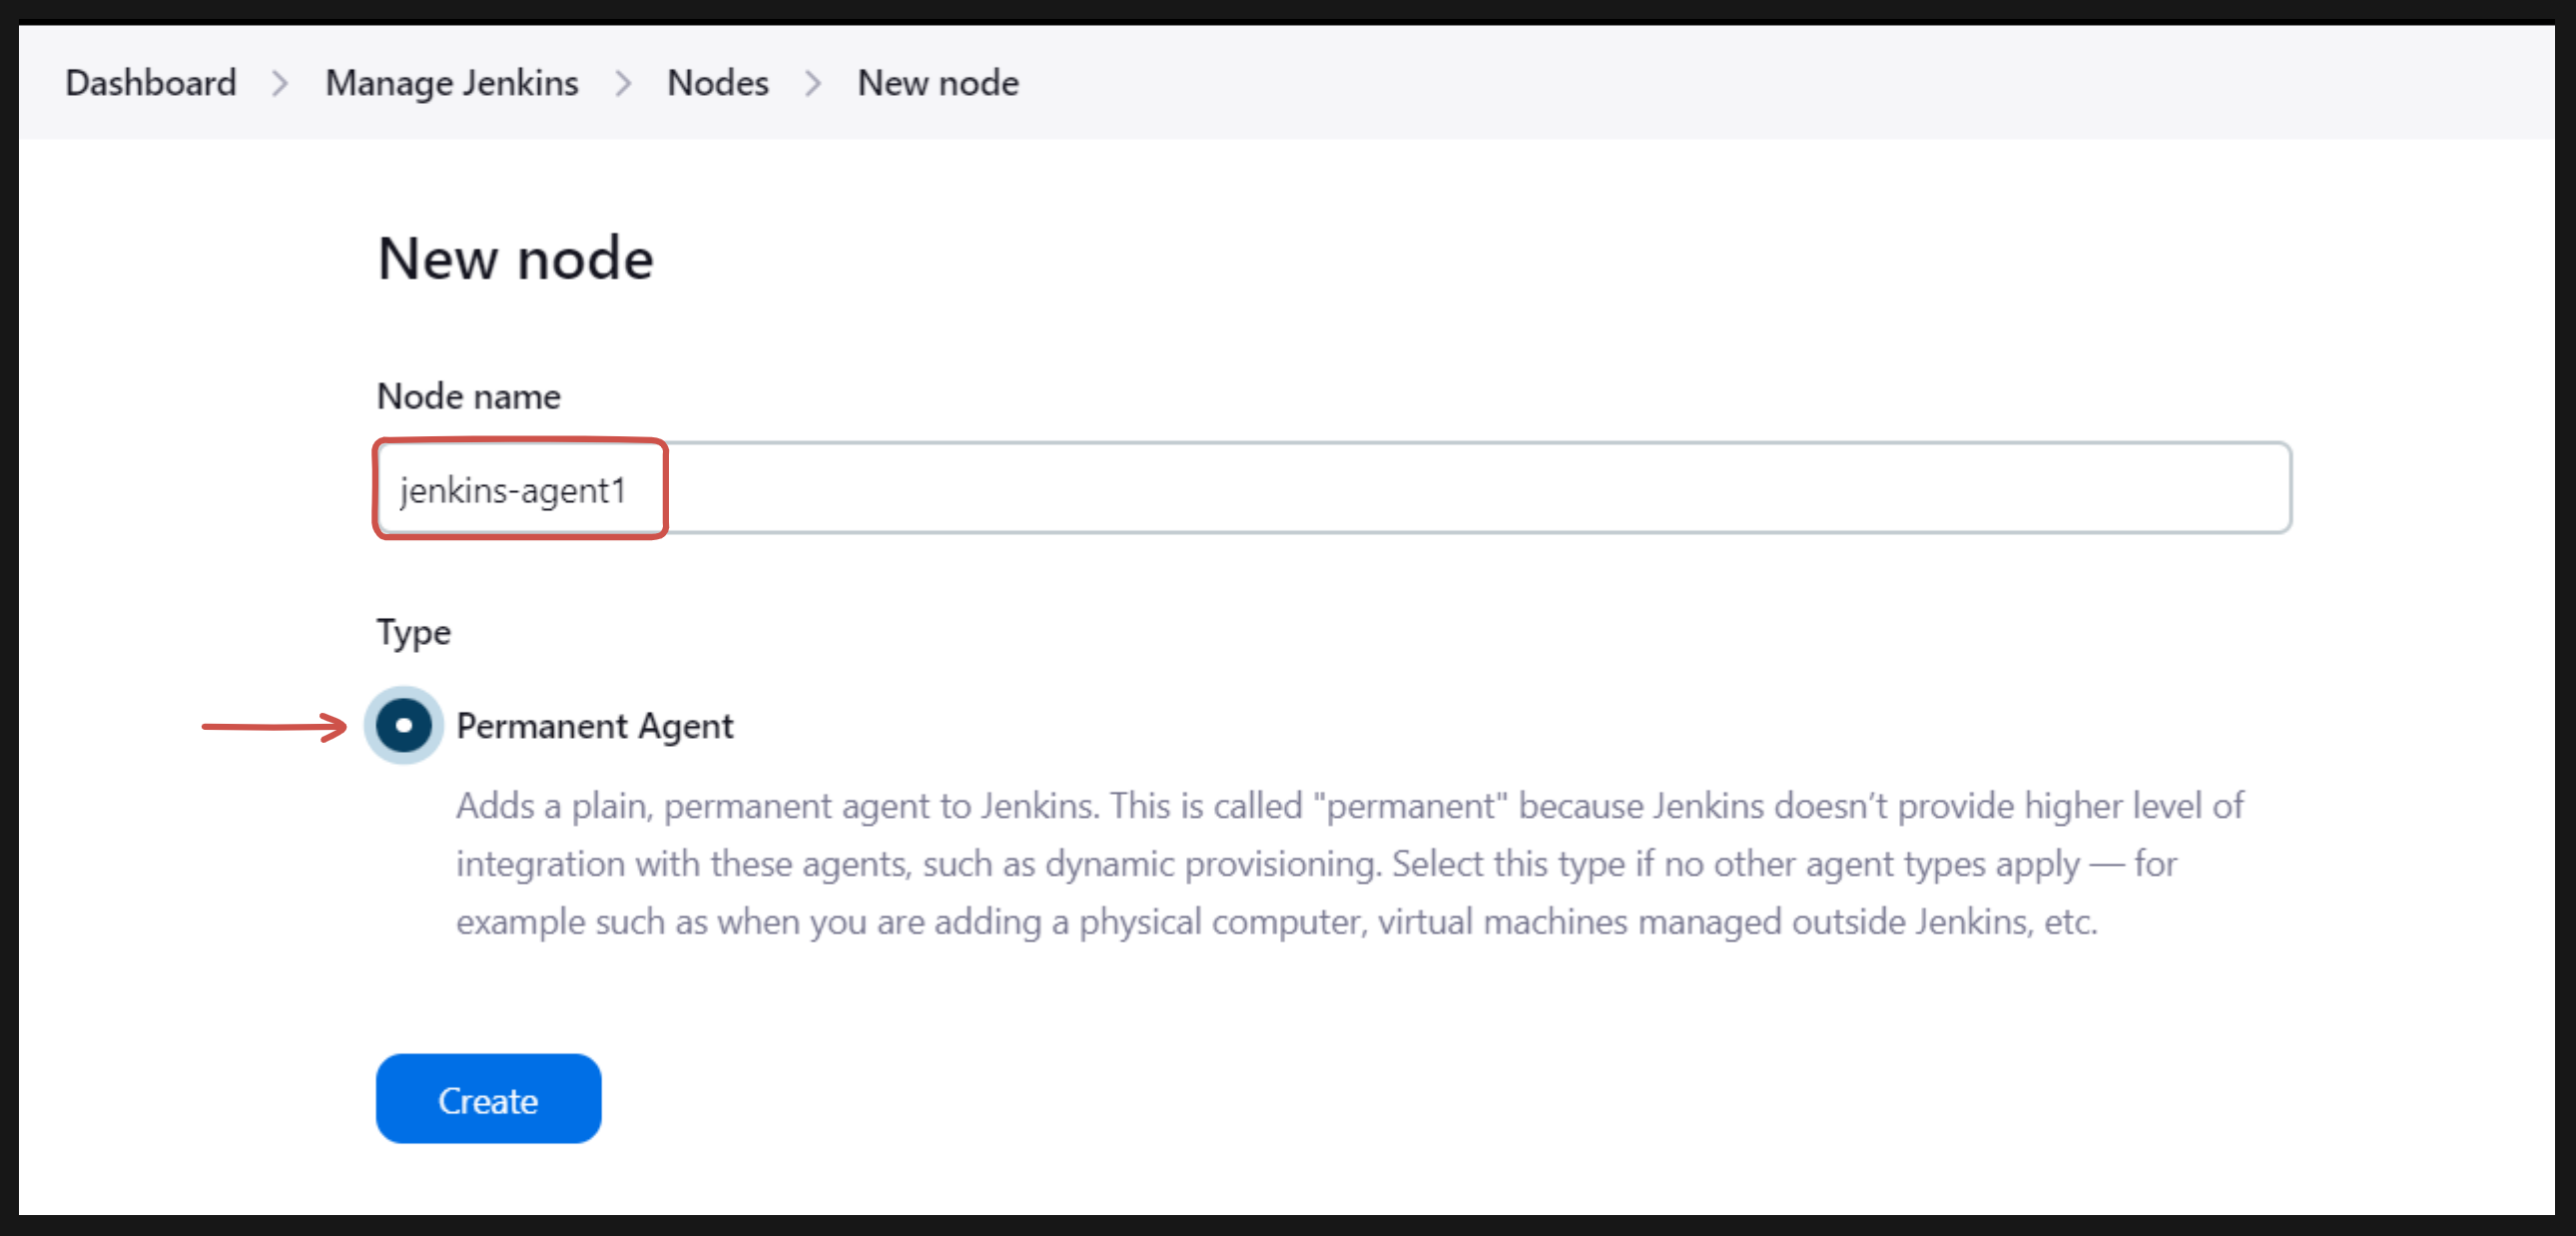 Dashboard > Manage Jenkins > Nodes > New node
New node
Node name
jenkins-agent1
Type
Permanent Agent
Adds a plain, permanent agent to Jenkins. This is called "permanent" because Jenkins doesn’t provide higher level of
integration with these agents, such as dynamic provisioning. Select this type if no other agent types apply — for
example such as when you are adding a physical computer, virtual machines managed outside Jenkins, etc.
Create